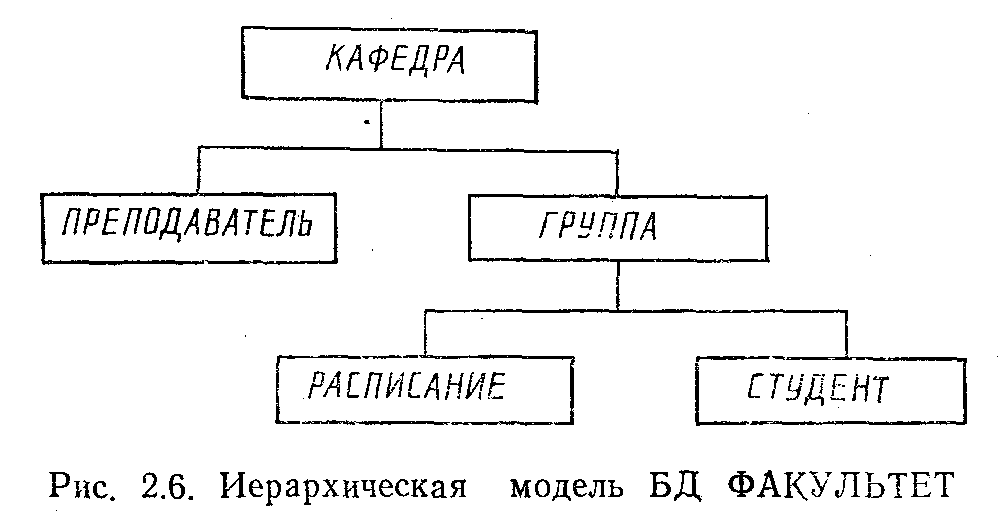 КАФЕДРА
ПРЕПОДАВАТЕЛЬ
ГРУППА
РАСПИСАНИЕ
СТУДЕНТ
Рис. 2.6. Иерархическая модель БД ФАКУЛЬТЕТ